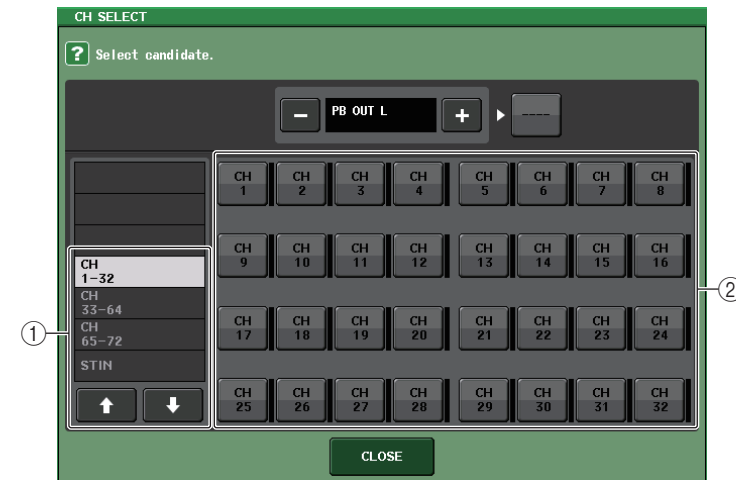 CH SELECT
? Select candidate.
− PB OUT L + ----
CH 1 CH 2 CH 3 CH 4 CH 5 CH 6 CH 7 CH 8
CH 9 CH 10 CH 11 CH 12 CH 13 CH 14 CH 15 CH 16
CH 17 CH 18 CH 19 CH 20 CH 21 CH 22 CH 23 CH 24
CH 25 CH 26 CH 27 CH 28 CH 29 CH 30 CH 31 CH 32
CH
1-32
CH
33-64
CH
65-72
STIN
1
2
CLOSE